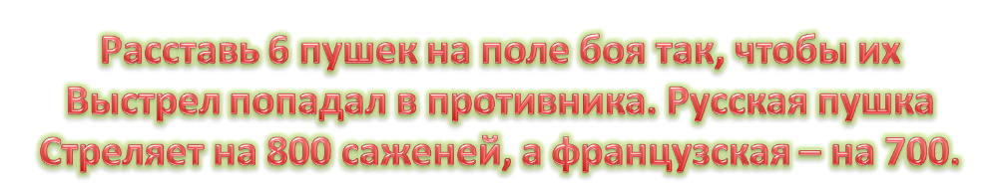 Расставь 6 пушек на поле боя так, чтобы их
Выстрел попадал в противника. Русская пушка
Стреляет на 800 саженей, а французская – на 700.